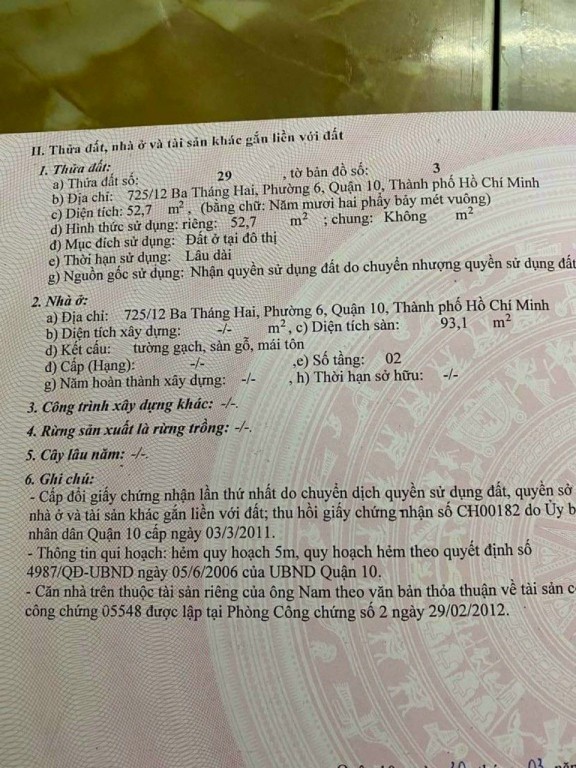 II. Thửa đất, nhà ở và tài sản khác gắn liền với đất
1. Thửa đất:
a) Thửa đất số: 29 , tờ bản đồ số: 3
b) Địa chỉ: 725/12 Ba Tháng Hai, Phường 6, Quận 10, Thành phố Hồ Chí Minh
c) Diện tích: 52,7 m², (bằng chữ: Năm mươi hai phẩy bảy mét vuông)
d) Hình thức sử dụng: riêng: 52,7 m² ; chung: Không m²
đ) Mục đích sử dụng: Đất ở tại đô thị
e) Thời hạn sử dụng: Lâu dài
g) Nguồn gốc sử dụng: Nhận quyền sử dụng đất do chuyển nhượng quyền sử dụng đất
2. Nhà ở:
a) Địa chỉ: 725/12 Ba Tháng Hai, Phường 6, Quận 10, Thành phố Hồ Chí Minh
b) Diện tích xây dựng: -/- m², c) Diện tích sàn: 93,1 m²
d) Kết cấu: tường gạch, sàn gỗ, mái tôn
đ) Cấp (Hạng): -/- ,e) Số tầng: 02
g) Năm hoàn thành xây dựng: -/- , h) Thời hạn sở hữu: -/-
3. Công trình xây dựng khác: -/-.
4. Rừng sản xuất là rừng trồng: -/-.
5. Cây lâu năm: -/-.
6. Ghi chú:
- Cấp đổi giấy chứng nhận lần thứ nhất do chuyển dịch quyền sử dụng đất, quyền sở
nhà ở và tài sản khác gắn liền với đất; thu hồi giấy chứng nhận số CH00182 do Ủy b
nhân dân Quận 10 cấp ngày 03/3/2011.
- Thông tin qui hoạch: hẻm quy hoạch 5m, quy hoạch hẻm theo quyết định số
4987/QĐ-UBND ngày 05/6/2006 của UBND Quận 10.
- Căn nhà trên thuộc tài sản riêng của ông Nam theo văn bản thỏa thuận về tài sản c
công chứng 05548 được lập tại Phòng Công chứng số 2 ngày 29/02/2012.